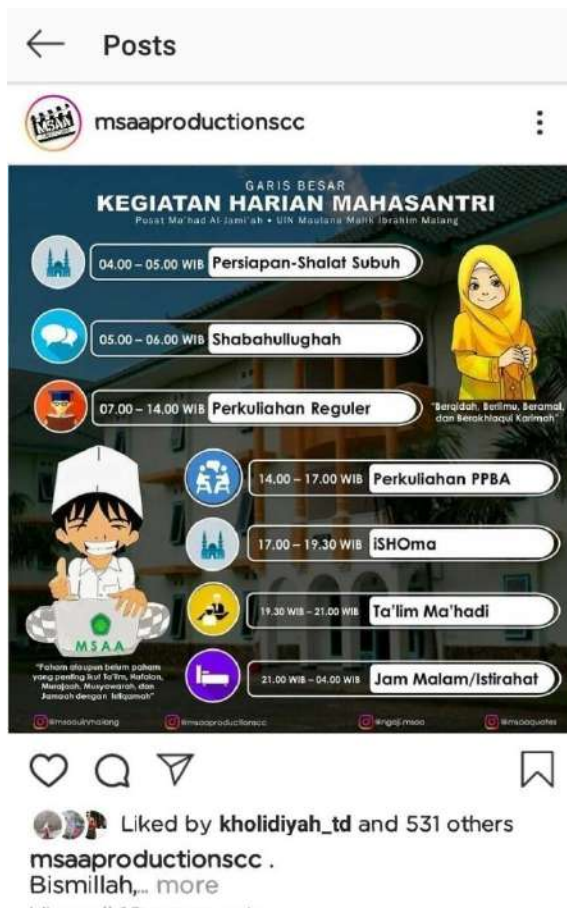 Posts
msaaproductionscc
GARIS BESAR
KEGIATAN HARIAN MAHASANTRI
Pusat Ma'had Al-Jami'ah • UIN Maulana Malik Ibrahim Malang
04.00 – 05.00 WIB Persiapan-Shalat Subuh
05.00 – 06.00 WIB Shabahullughah
07.00 – 14.00 WIB Perkuliahan Reguler
"Berqidah, Berilmu, Beramal,
dan Berakhlaqul Karimah"
14.00 – 17.00 WIB Perkuliahan PPBA
17.00 – 19.30 WIB iSHOma
19.30 WIB – 21.00 WIB Ta'lim Ma'hadi
21.00 WIB – 04.00 WIB Jam Malam/Istirahat
MSAA
"Faham ataupun belum paham
yang penting ikut Ta'lim, Hafalan,
Murajaah, Musyawarah, dan
Jamaah dengan Istiqamah"
@msaauinmalang @msaaproductionscc @ngaji.msaa @msaaquotes
Liked by kholidiyah_td and 531 others
msaaproductionscc .
Bismillah,... more